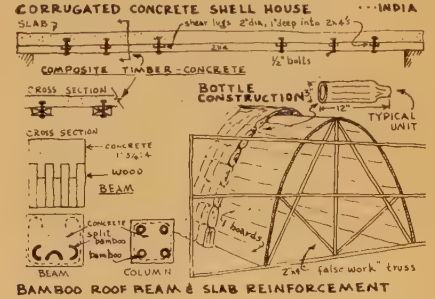 CORRUGATED CONCRETE SHELL HOUSE ...INDIA
SLAB
shear lugs 2"dia, 1"deep into 2x4's
2x4
1/2" bolts
COMPOSITE TIMBER-CONCRETE
CROSS SECTION
BOTTLE
CONSTRUCTION
3"
12"
TYPICAL
UNIT
CROSS SECTION
CONCRETE
WOOD
BEAM
CONCRETE
split
bamboo
bamboo
BEAM
COLUMN
1" boards
2"x4" "false work" truss
BAMBOO ROOF BEAM & SLAB REINFORCEMENT